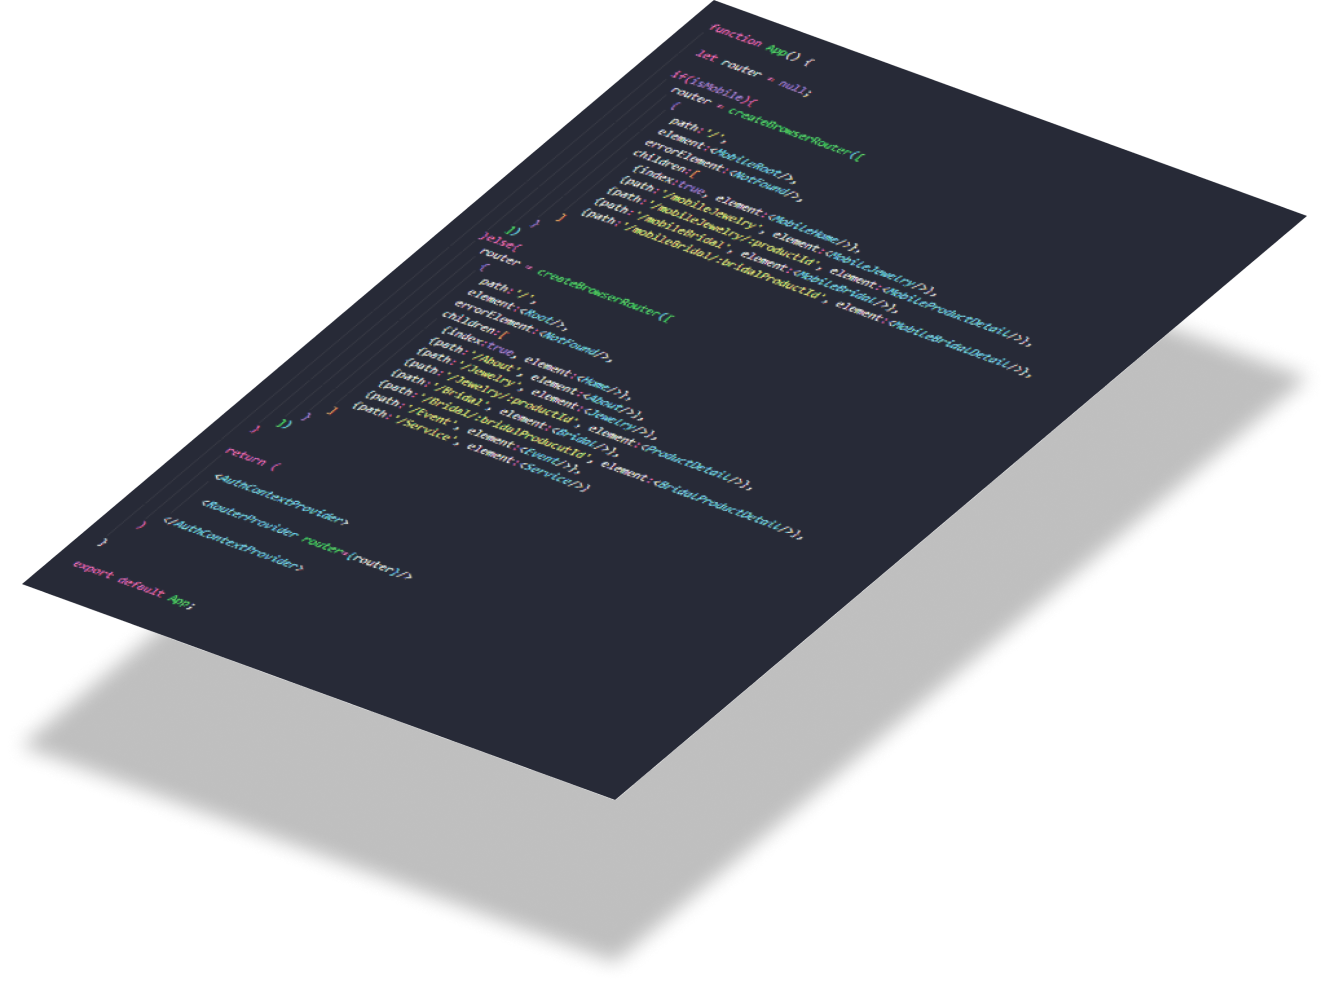 function App() {
let router = null;
if(isMobile){
router = createBrowserRouter([
{
path:'/',
element:<MobileRoot/>,
errorElement:<NotFound/>,
children:[
{index:true, element:<MobileHome/>},
{path:'/mobileJewelry', element:<MobileJewelry/>},
{path:'/mobileJewelry/:productId', element:<MobileProductDetail/>},
{path:'/mobileBridal', element:<MobileBridal/>},
{path:'/mobileBridal/:bridalProductId', element:<MobileBridalDetail/>},
]
}
])
}else{
router = createBrowserRouter([
{
path:'/',
element:<Root/>,
errorElement:<NotFound/>,
children:[
{index:true, element:<Home/>},
{path:'/About', element:<About/>},
{path:'/Jewelry', element:<Jewelry/>},
{path:'/Jewelry/:productId', element:<ProductDetail/>},
{path:'/Bridal', element:<Bridal/>},
{path:'/Bridal/:bridalProducutId', element:<BridalProductDetail/>},
{path:'/Event', element:<Event/>},
{path:'/Service', element:<Service/>}
]
}
])
}
return (
<AuthContextProvider>
<RouterProvider router={router}/>
</AuthContextProvider>
)
}
export default App;